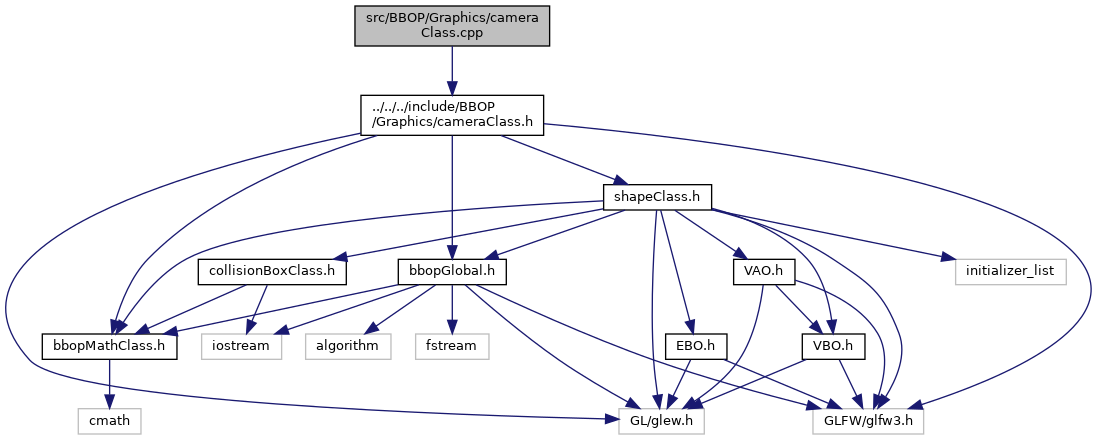 src/BBOP/Graphics/camera
Class.cpp
../../../include/BBOP
/Graphics/cameraClass.h
shapeClass.h
collisionBoxClass.h
bbopGlobal.h
VAO.h
initializer_list
bbopMathClass.h
iostream
algorithm
fstream
EBO.h
VBO.h
cmath
GL/glew.h
GLFW/glfw3.h